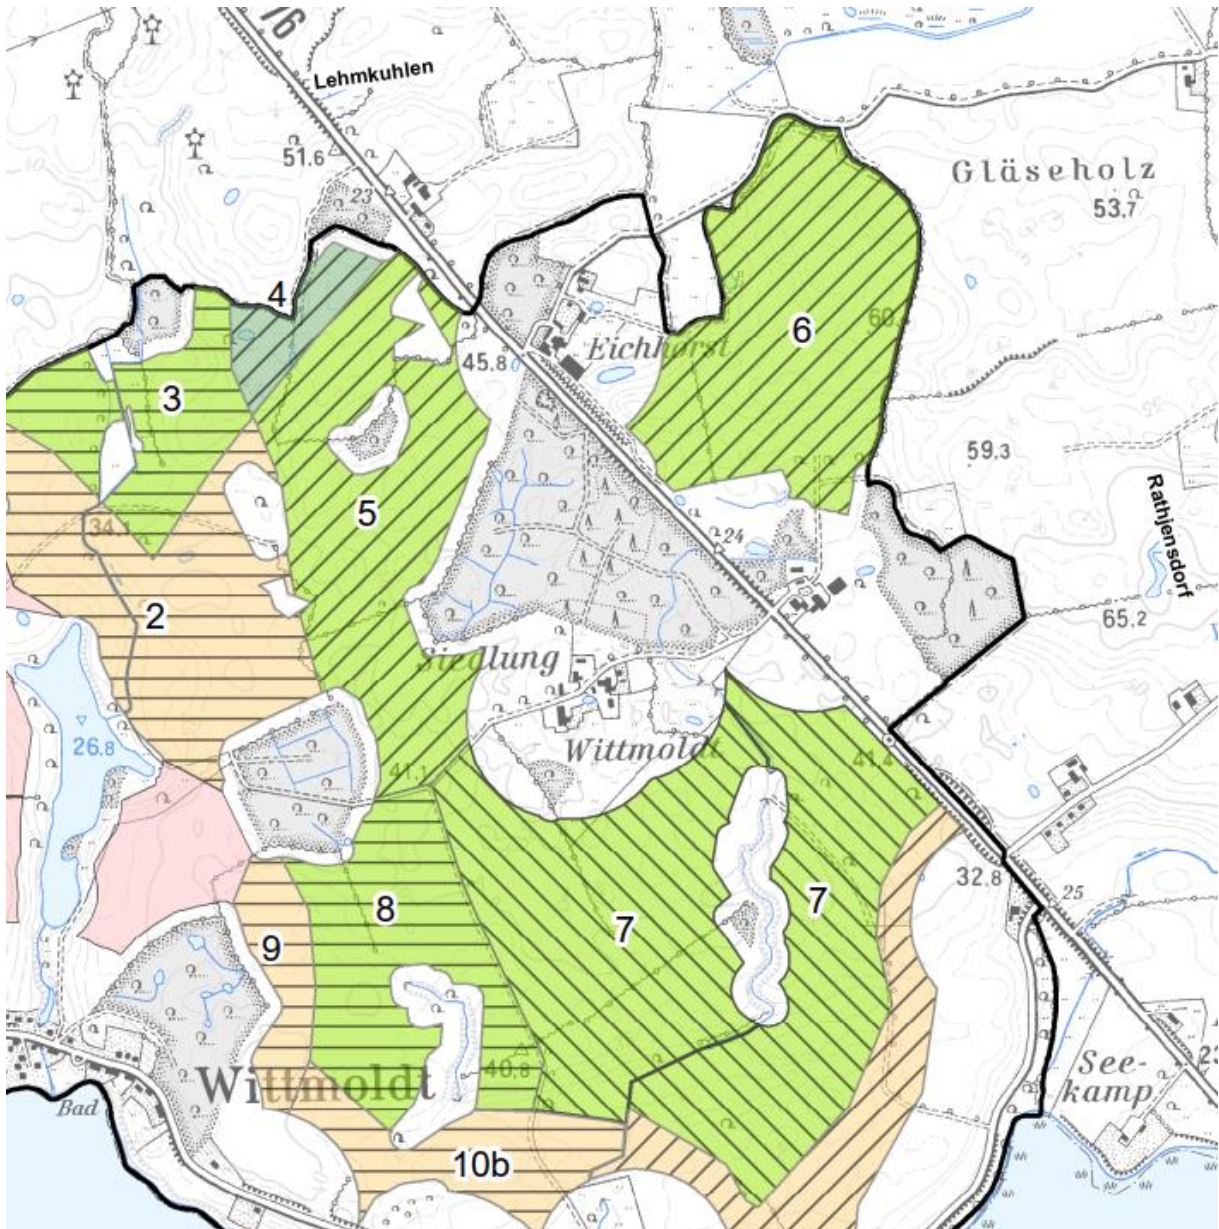 76
Lehmkuhlen
51,6
23
Gläseholz
53,7
4
6
60
Eichhorst
45,8
3
5
59,3
34,1
24
Rathjensdorf
2
65,2
Siedlung
26,8
Wittmoldt
41,1
41,4
32,8
25
8
7
7
9
40,8
Wittmoldt
See-
kamp
23
Bad
10b